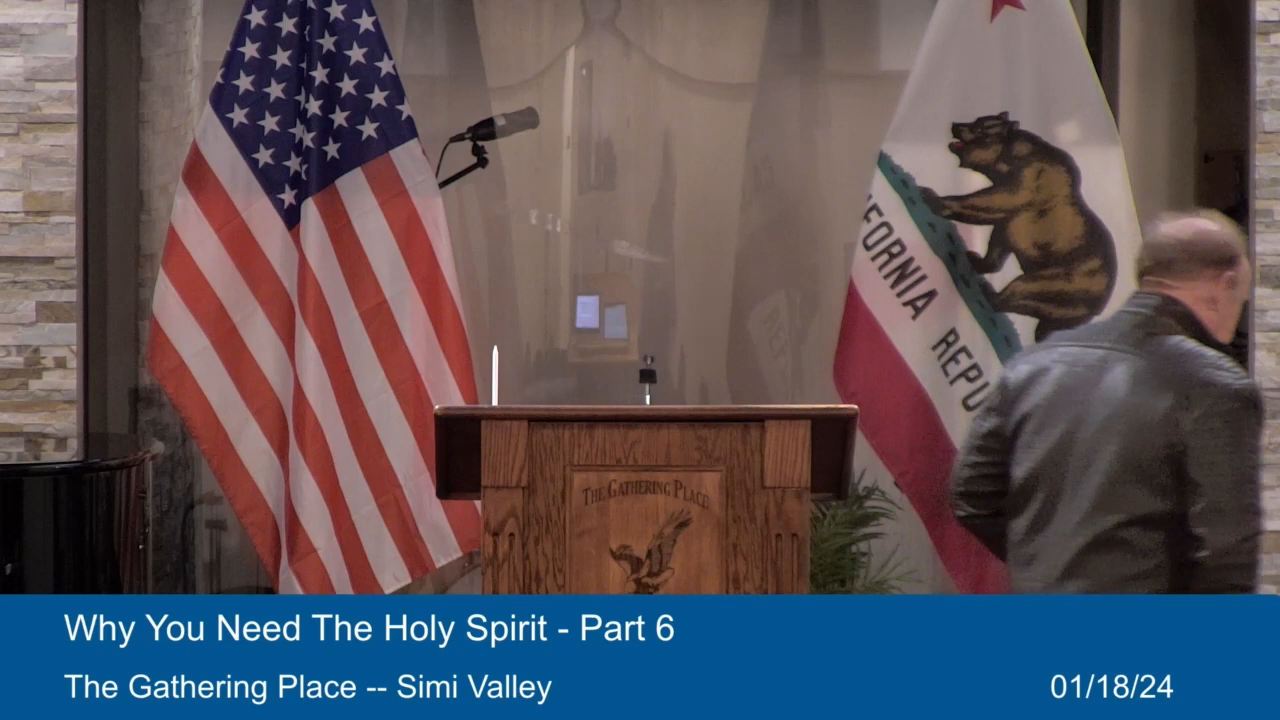 IFORNIA REPU
THE GATHERING PLACE
Why You Need The Holy Spirit - Part 6
The Gathering Place -- Simi Valley
01/18/24